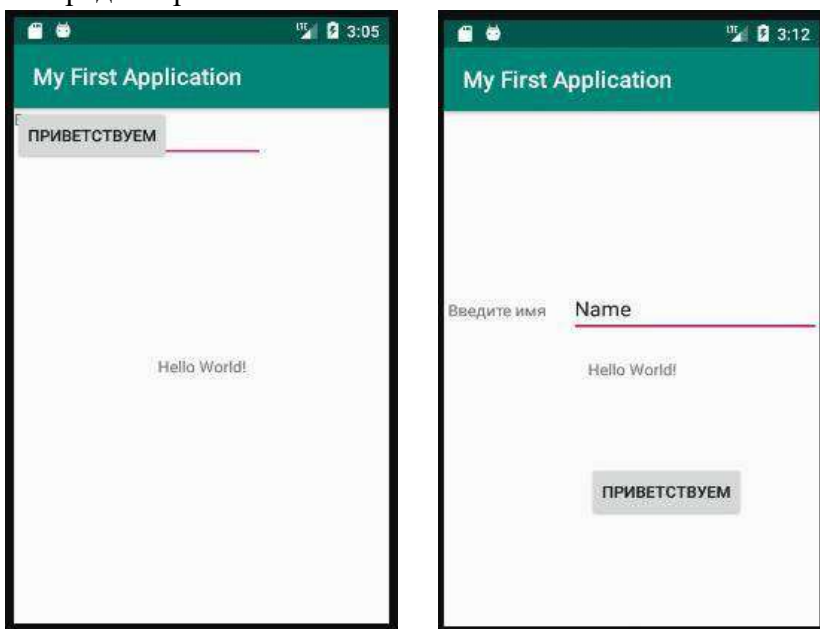 3:05
My First Application
ПРИВЕТСТВУЕМ
Hello World!
3:12
My First Application
Введите имя Name
Hello World!
ПРИВЕТСТВУЕМ